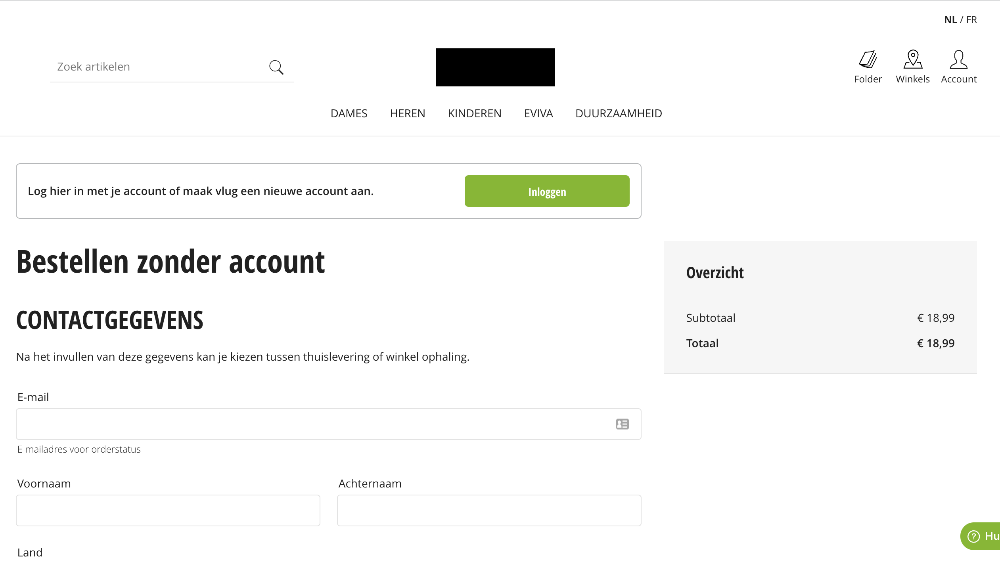 NL / FR
Zoek artikelen
Folder
Winkels
Account
DAMES
HEREN
KINDEREN
EVIVA
DUURZAAMHEID
Log hier in met je account of maak vlug een nieuwe account aan.
Inloggen
Bestellen zonder account
CONTACTGEGEVENS
Na het invullen van deze gegevens kan je kiezen tussen thuislevering of winkel ophaling.
E-mail
E-mailadres voor orderstatus
Voornaam
Achternaam
Land
Overzicht
Subtotaal € 18,99
Totaal € 18,99
Hu